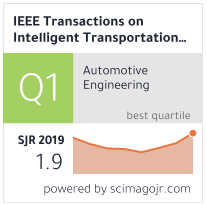 IEEE Transactions on
Intelligent Transportation...
Q1
Automotive
Engineering
best quartile
SJR 2019
1.9
powered by scimagojr.com